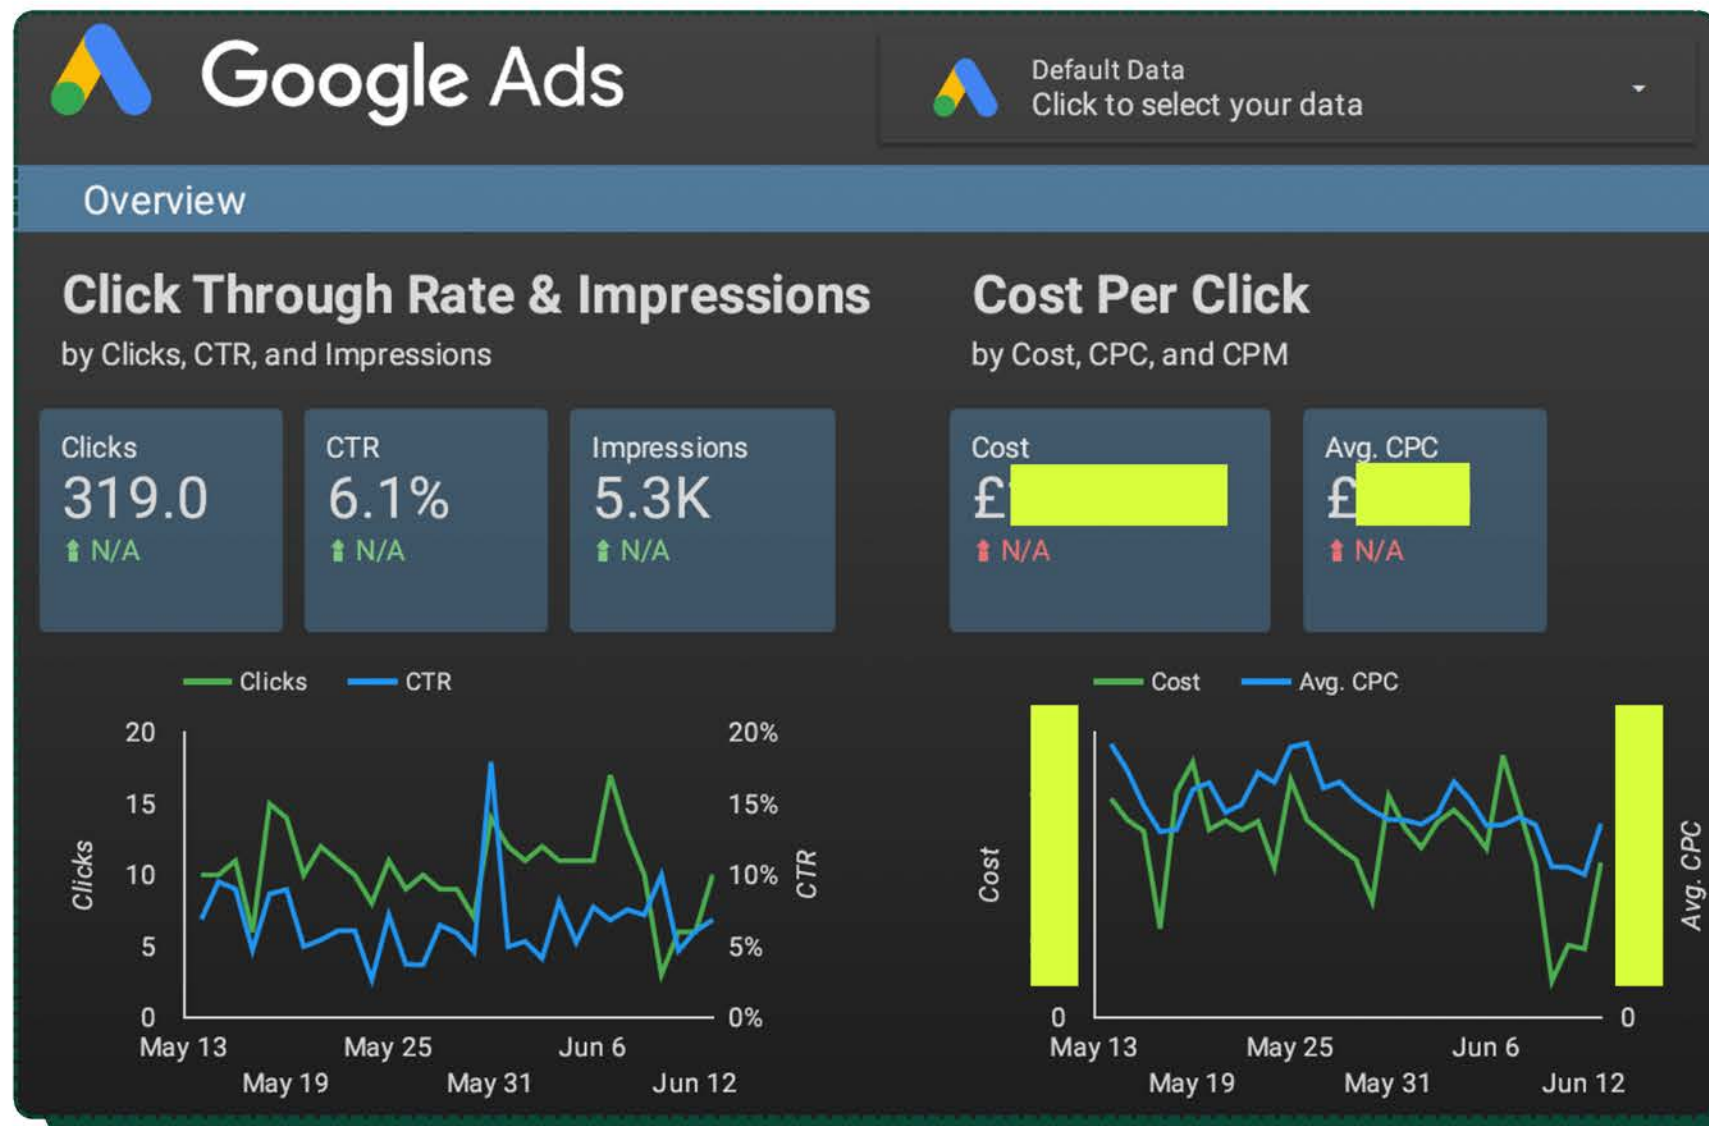 Google Ads
Default Data
Click to select your data
Overview
Click Through Rate & Impressions
by Clicks, CTR, and Impressions
Cost Per Click
by Cost, CPC, and CPM
Clicks
319.0
N/A
CTR
6.1%
N/A
Impressions
5.3K
N/A
Cost
£
N/A
Avg. CPC
£
N/A
Clicks
CTR
20
15
10
5
0
Clicks
20%
15%
10%
5%
0%
CTR
May 13
May 19
May 25
May 31
Jun 6
Jun 12
Cost
Avg. CPC
Cost
0
0
Avg. CPC
May 13
May 19
May 25
May 31
Jun 6
Jun 12